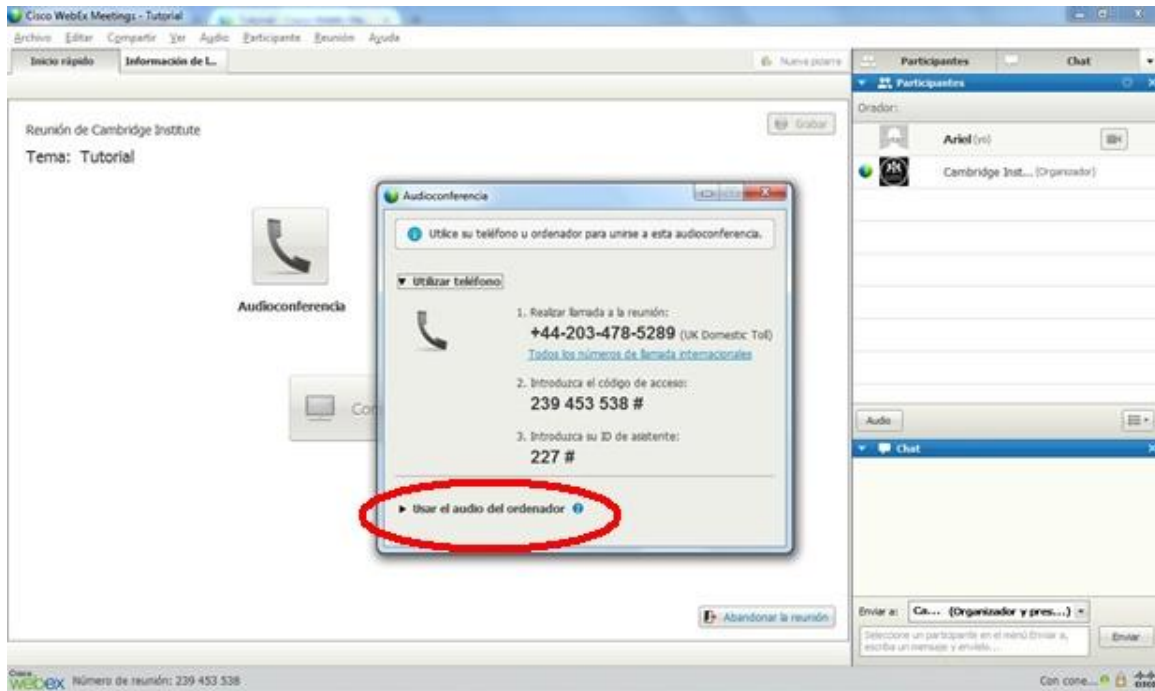 Cisco WebEx Meetings - Tutorial
Archivo Editar Compartir Ver Audio Participante Reunión Ayuda
Inicio rápido Información de l... Nueva pizarra
Participantes Chat
Participantes
Orador:
Ariel (yo)
Cambridge Inst... (Organizador)
Reunión de Cambridge Institute
Grabar
Tema: Tutorial
Audioconferencia
Con
Audioconferencia
Utilice su teléfono u ordenador para unirse a esta audioconferencia.
Utilizar teléfono
1. Realizar llamada a la reunión:
+44-203-478-5289 (UK Domestic Toll)
Todos los números de llamada internacionales
2. Introduzca el código de acceso:
239 453 538 #
3. Introduzca su ID de asistente:
227 #
Usar el audio del ordenador
Abandonar la reunión
Audio
Chat
Enviar a: Ca... (Organizador y pres...)
Seleccione un participante en el menú Enviar a,
escriba un mensaje y envíelo...
Enviar
Cisco
webex Número de reunión: 239 453 538
Con cone...
cisco